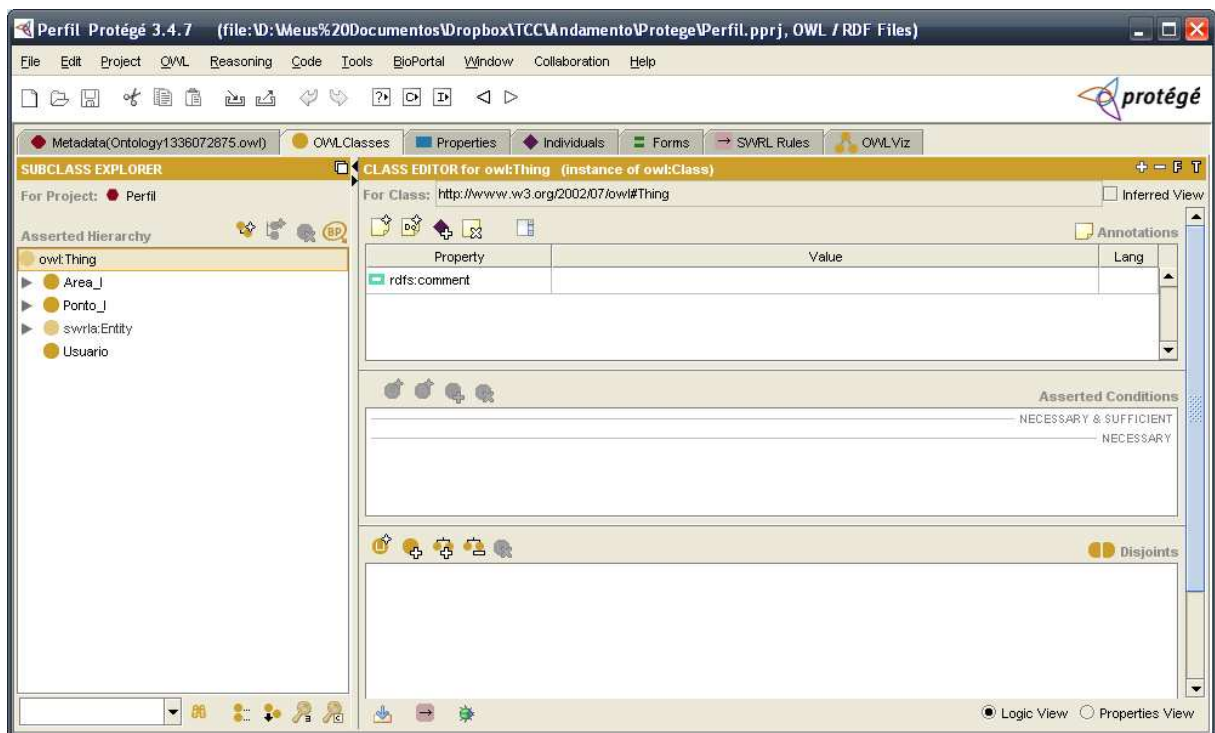 Perfil Protégé 3.4.7 (file:\D:\Meus%20Documentos\Dropbox\TCC\Andamento\Protege\Perfil.pprj, OWL / RDF Files)
File Edit Project OWL Reasoning Code Tools BioPortal Window Collaboration Help
protégé
Metadata(Ontology1336072875.owl) OWLClasses Properties Individuals Forms SWRL Rules OWLViz
SUBCLASS EXPLORER
CLASS EDITOR for owl:Thing (instance of owl:Class)
For Project: Perfil
For Class: http://www.w3.org/2002/07/owl#Thing
Inferred View
Asserted Hierarchy
BP
Annotations
owl:Thing
Property Value Lang
Area_I
rdfs:comment
Ponto_I
swrla:Entity
Usuario
Asserted Conditions
NECESSARY & SUFFICIENT
NECESSARY
Disjoints
Logic View Properties View